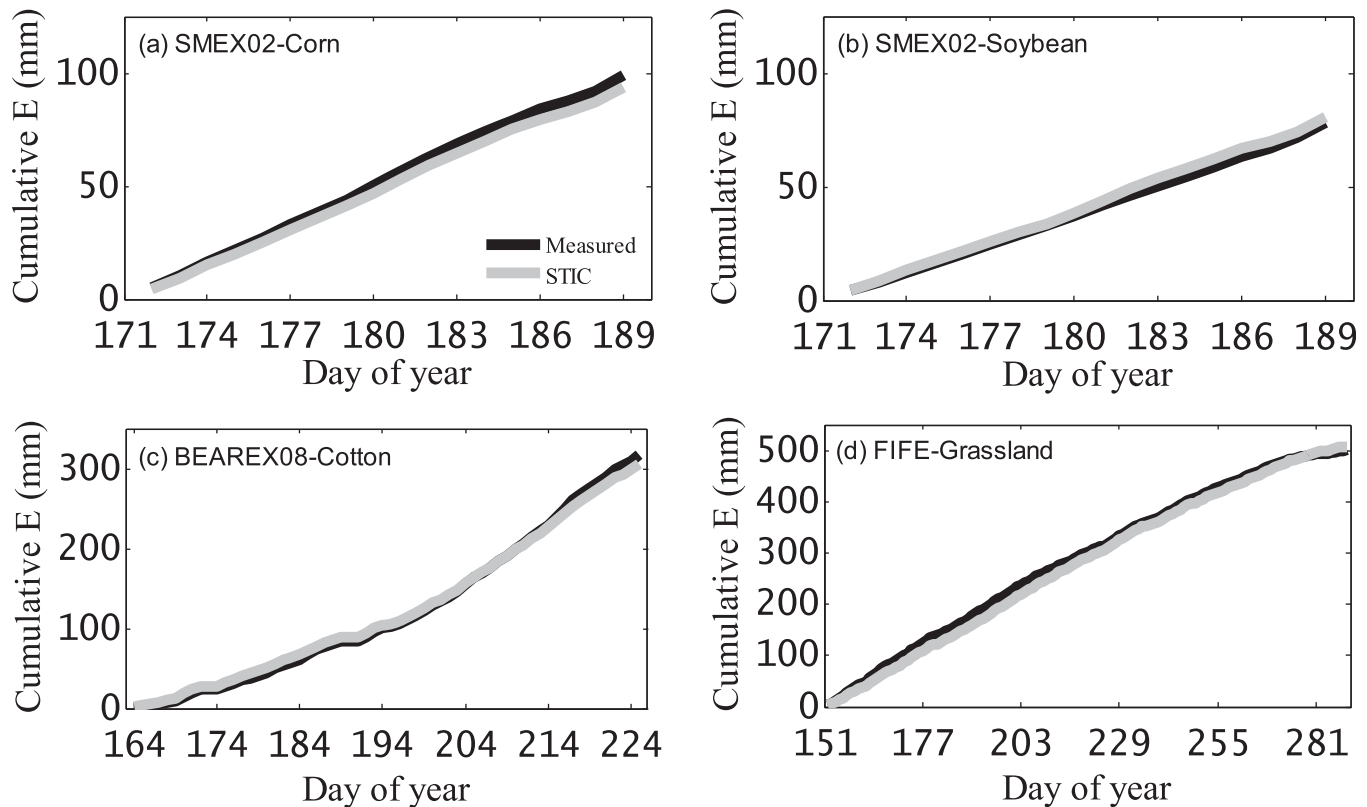 (a) SMEX02-Corn
Cumulative E (mm)
100
50
0
171 174 177 180 183 186 189
Day of year
Measured
STIC
(b) SMEX02-Soybean
Cumulative E (mm)
100
50
0
171 174 177 180 183 186 189
Day of year
(c) BEAREX08-Cotton
Cumulative E (mm)
300
200
100
0
164 174 184 194 204 214 224
Day of year
(d) FIFE-Grassland
Cumulative E (mm)
500
400
300
200
100
0
151 177 203 229 255 281
Day of year